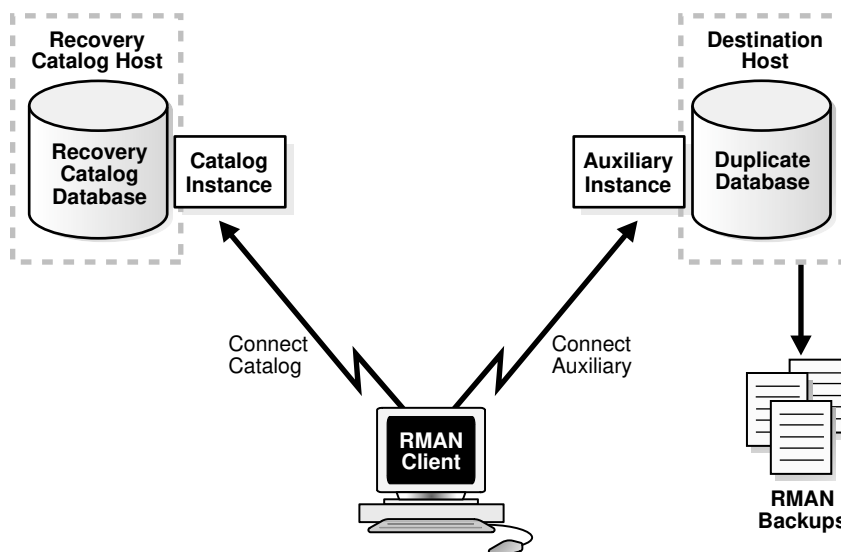 Recovery
Catalog Host
Recovery
Catalog
Database
Catalog
Instance
Destination
Host
Auxiliary
Instance
Duplicate
Database
Connect
Catalog
Connect
Auxiliary
RMAN
Client
RMAN
Backups